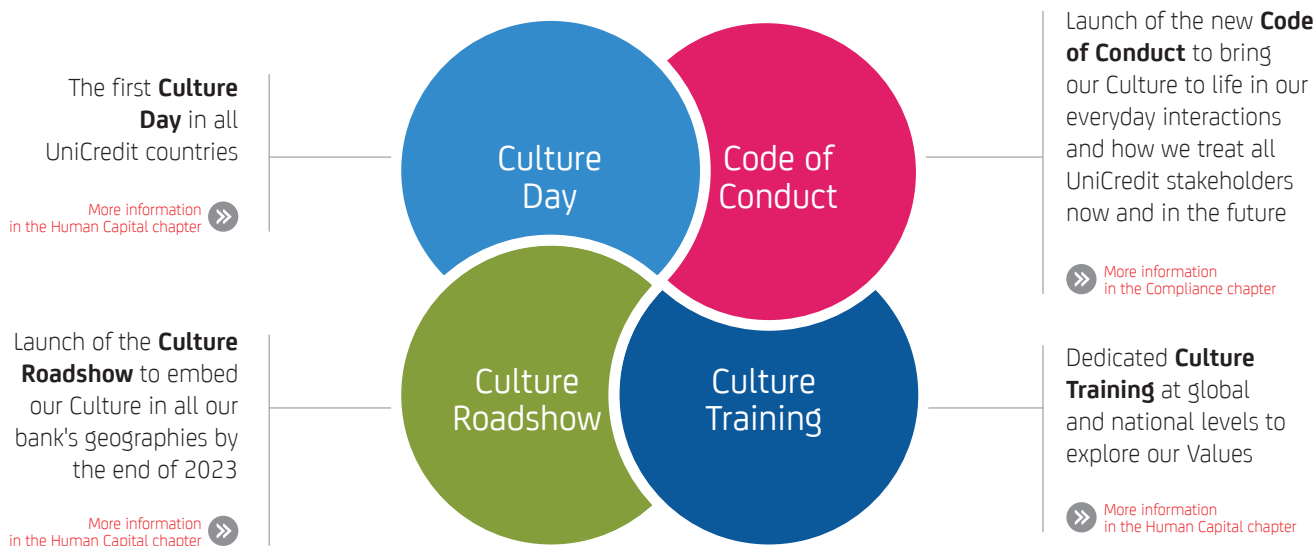 The first Culture
Day in all
UniCredit countries
More information
in the Human Capital chapter
Culture
Day
Code of
Conduct
Launch of the new Code
of Conduct to bring
our Culture to life in our
everyday interactions
and how we treat all
UniCredit stakeholders
now and in the future
More information
in the Compliance chapter
Launch of the Culture
Roadshow to embed
our Culture in all our
bank's geographies by
the end of 2023
More information
in the Human Capital chapter
Culture
Roadshow
Culture
Training
Dedicated Culture
Training at global
and national levels to
explore our Values
More information
in the Human Capital chapter